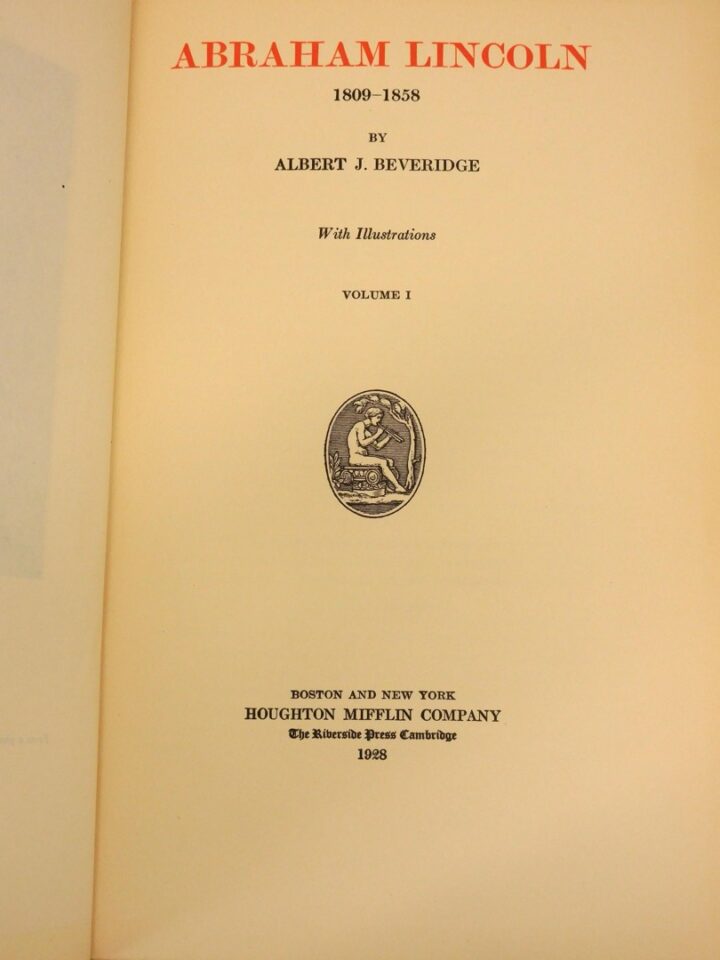 ABRAHAM LINCOLN
1809–1858
BY
ALBERT J. BEVERIDGE
With Illustrations
VOLUME I
BOSTON AND NEW YORK
HOUGHTON MIFFLIN COMPANY
The Riverside Press Cambridge
1928